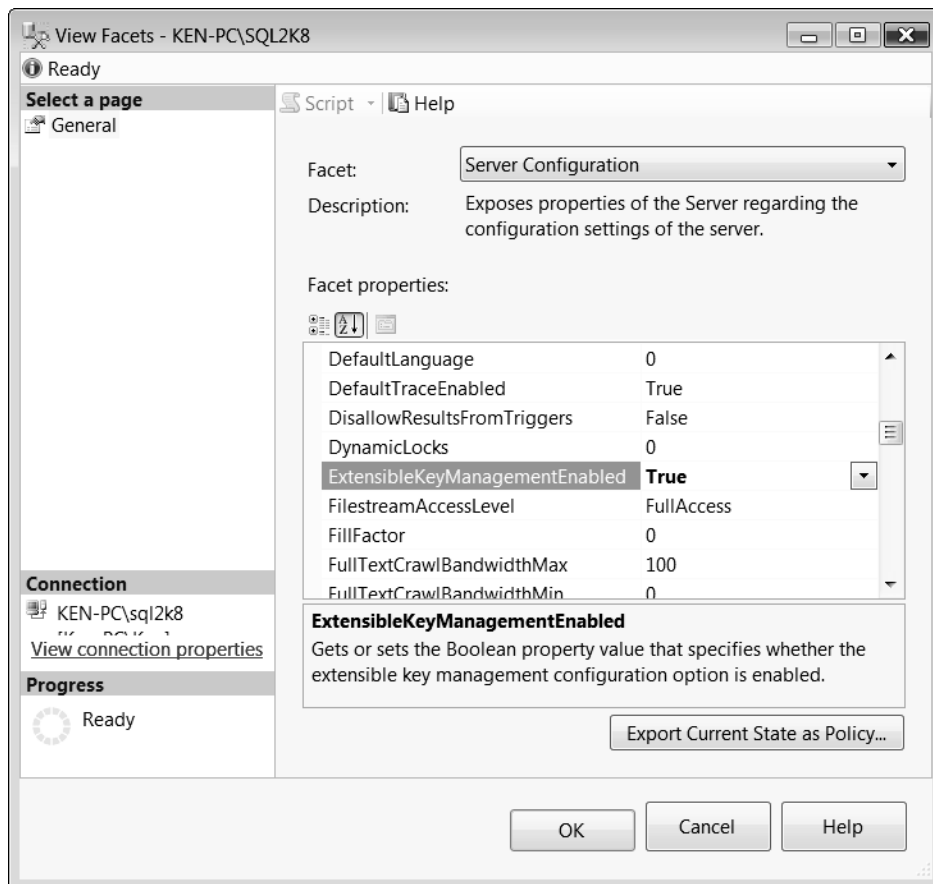 View Facets - KEN-PC\SQL2K8
Ready
Select a page
General
Script
Help
Facet:
Server Configuration
Description:
Exposes properties of the Server regarding the
configuration settings of the server.
Facet properties:
DefaultLanguage 0
DefaultTraceEnabled True
DisallowResultsFromTriggers False
DynamicLocks 0
ExtensibleKeyManagementEnabled True
FilestreamAccessLevel FullAccess
FillFactor 0
FullTextCrawlBandwidthMax 100
FullTextCrawlBandwidthMin 0
ExtensibleKeyManagementEnabled
Gets or sets the Boolean property value that specifies whether the
extensible key management configuration option is enabled.
Connection
KEN-PC\sql2k8
View connection properties
Progress
Ready
Export Current State as Policy...
OK
Cancel
Help